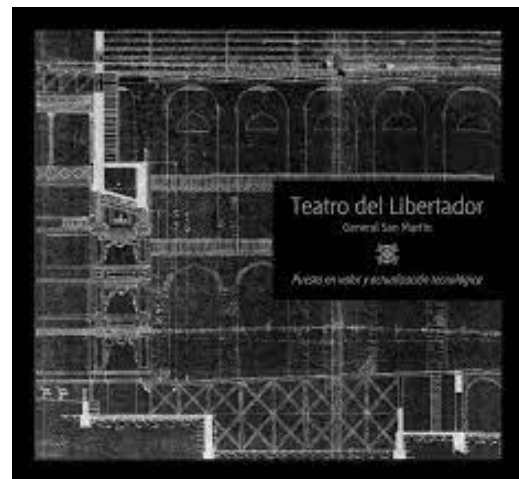 Teatro del Libertador
General San Martín
Puesta en valor y actualización tecnológica